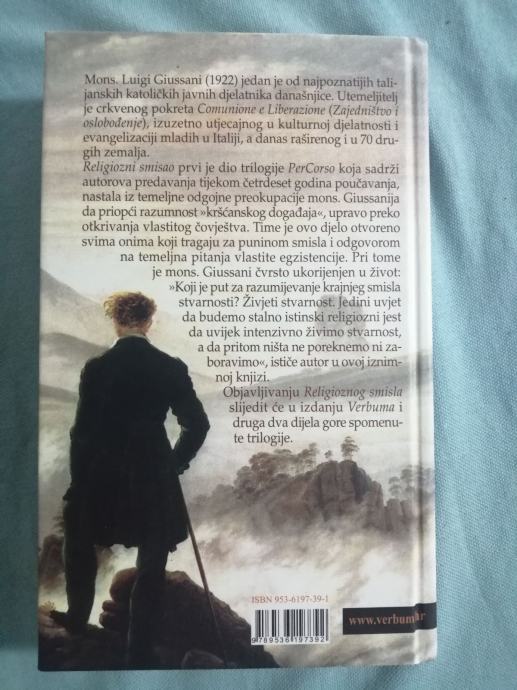 Mons. Luigi Giussani (1922) jedan je od najpoznatijih tali-
janskih katoličkih javnih djelatnika današnjice. Utemeljitelj
je crkvenog pokreta Comunione e Liberazione (Zajedništvo i
oslobođenje), izuzetno utjecajnog u kulturnoj djelatnosti i
evangelizaciji mladih u Italiji, a danas raširenog i u 70 dru-
gih zemalja.
Religiozni smisao prvi je dio trilogije PerCorso koja sadrži
autorova predavanja tijekom četrdeset godina poučavanja,
nastala iz temeljne odgojne preokupacije mons. Giussanija
da priopći razumnost »kršćanskog događaja«, upravo preko
otkrivanja vlastitog čovještva. Time je ovo djelo otvoreno
svima onima koji tragaju za puninom smisla i odgovorom
na temeljna pitanja vlastite egzistencije. Pri tome
je mons. Giussani čvrsto ukorijenjen u život:
»Koji je put za razumijevanje krajnjeg smisla
stvarnosti? Živjeti stvarnost. Jedini uvjet
da budemo stalno istinski religiozni jest
da uvijek intenzivno živimo stvarnost,
a da pritom ništa ne poreknemo ni za-
boravimo«, ističe autor u ovoj iznim-
noj knjizi.
Objavljivanju Religioznog smisla
slijedit će u izdanju Verbuma i
druga dva dijela gore spomenu-
te trilogije.
ISBN 953-6197-39-1
9789536197392
www.verbum.hr